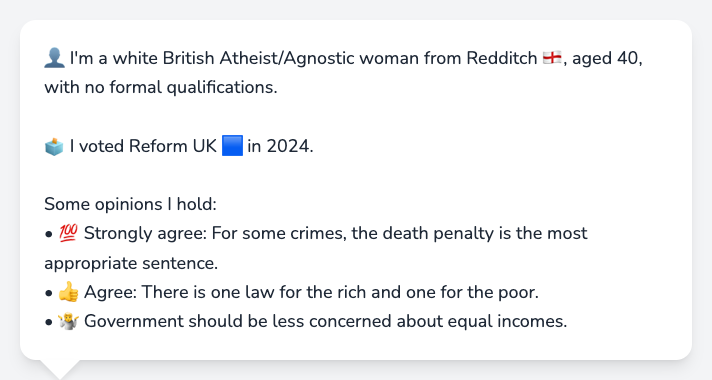 👤 I'm a white British Atheist/Agnostic woman from Redditch 🏴󠁧󠁢󠁥󠁮󠁧󠁿, aged 40,
with no formal qualifications.
🗳️ I voted Reform UK 🟦 in 2024.
Some opinions I hold:
• 💯 Strongly agree: For some crimes, the death penalty is the most
appropriate sentence.
• 👍 Agree: There is one law for the rich and one for the poor.
• 🤷‍♀️ Government should be less concerned about equal incomes.